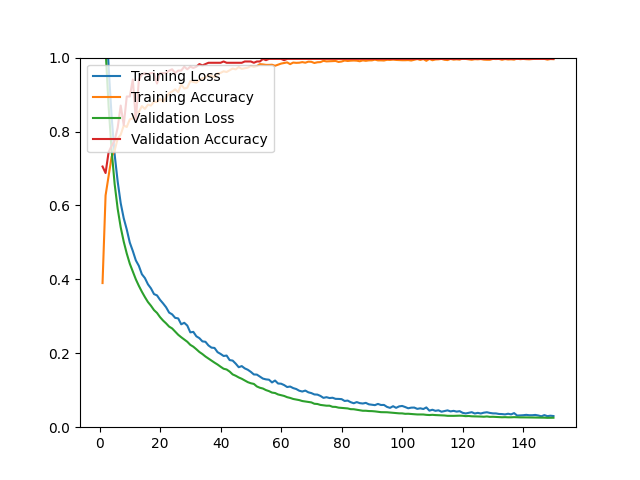 1.0
0.8
0.6
0.4
0.2
0.0
Training Loss
Training Accuracy
Validation Loss
Validation Accuracy
0 20 40 60 80 100 120 140